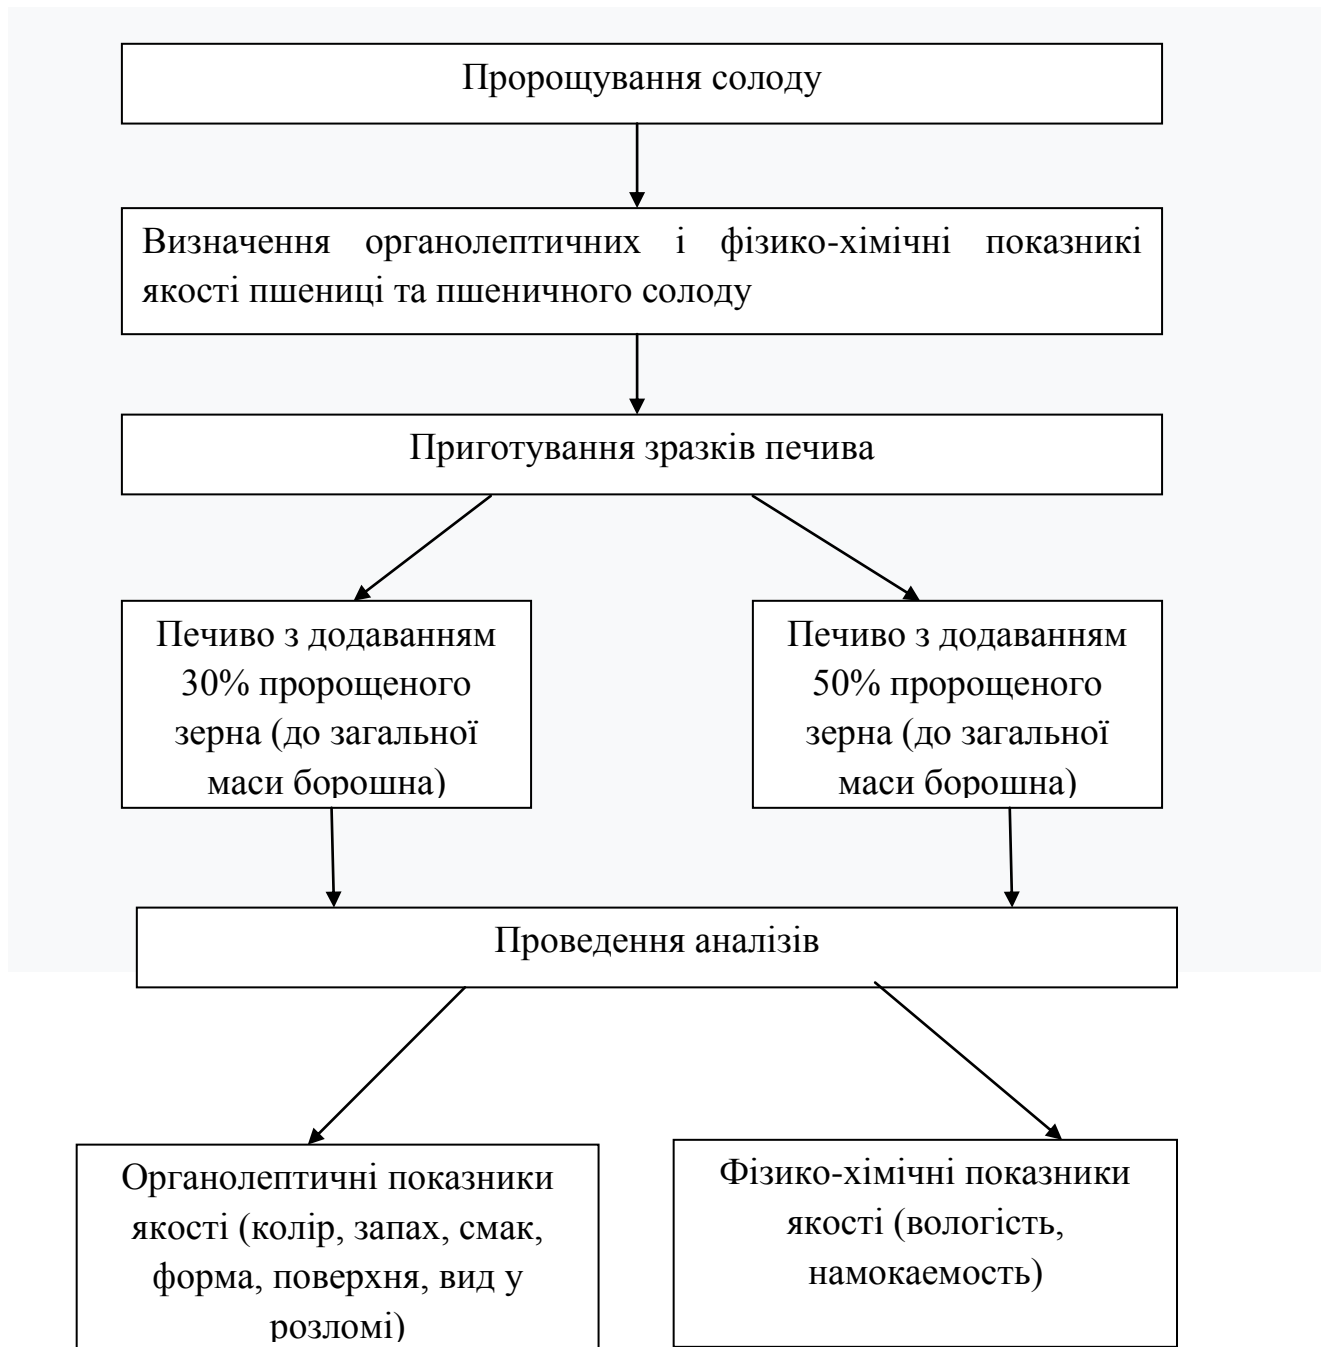 Пророщування солоду
Визначення органолептичних і фізико-хімічні показникі
якості пшениці та пшеничного солоду
Приготування зразків печива
Печиво з додаванням
30% пророщеного
зерна (до загальної
маси борошна)
Печиво з додаванням
50% пророщеного
зерна (до загальної
маси борошна)
Проведення аналізів
Органолептичні показники
якості (колір, запах, смак,
форма, поверхня, вид у
розломі)
Фізико-хімічні показники
якості (вологість,
намокаемость)